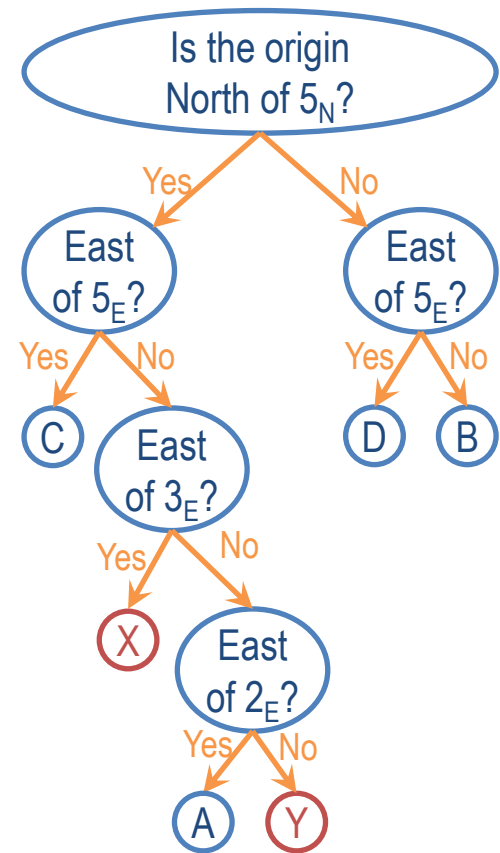 Is the origin
North of 5N?
Yes
No
East
of 5E?
East
of 5E?
Yes
No
Yes
No
C
D
B
East
of 3E?
Yes
No
X
East
of 2E?
Yes
No
A
Y